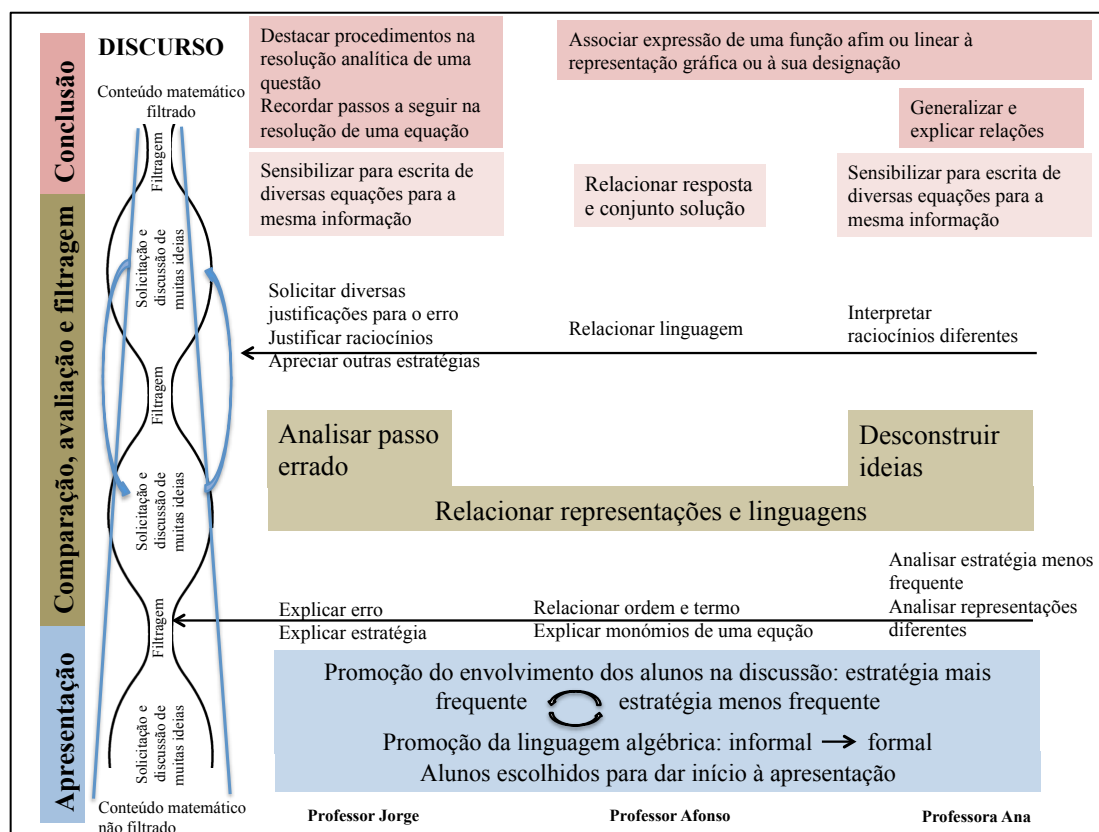 DISCURSO
Conteúdo matemático
filtrado
Conclusão
Comparação, avaliação e filtragem
Apresentação
Filtragem
Solicitação e
discussão de
muitas ideias
Filtragem
Solicitação e
discussão de
muitas ideias
Filtragem
Solicitação e
discussão de
muitas ideias
Conteúdo matemático
não filtrado
Destacar procedimentos na
resolução analítica de uma
questão
Recordar passos a seguir na
resolução de uma equação
Associar expressão de uma função afim ou linear à
representação gráfica ou à sua designação
Generalizar e
explicar relações
Sensibilizar para escrita de
diversas equações para a
mesma informação
Relacionar resposta
e conjunto solução
Sensibilizar para escrita de
diversas equações para a
mesma informação
Solicitar diversas
justificações para o erro
Justificar raciocínios
Apreciar outras estratégias
Relacionar linguagem
Interpretar
raciocínios diferentes
Analisar passo
errado
Desconstruir
ideias
Relacionar representações e linguagens
Explicar erro
Explicar estratégia
Relacionar ordem e termo
Explicar monómios de uma equção
Analisar estratégia menos
frequente
Analisar representações
diferentes
Promoção do envolvimento dos alunos na discussão: estratégia mais
frequente estratégia menos frequente
Promoção da linguagem algébrica: informal → formal
Alunos escolhidos para dar início à apresentação
Professor Jorge
Professor Afonso
Professora Ana